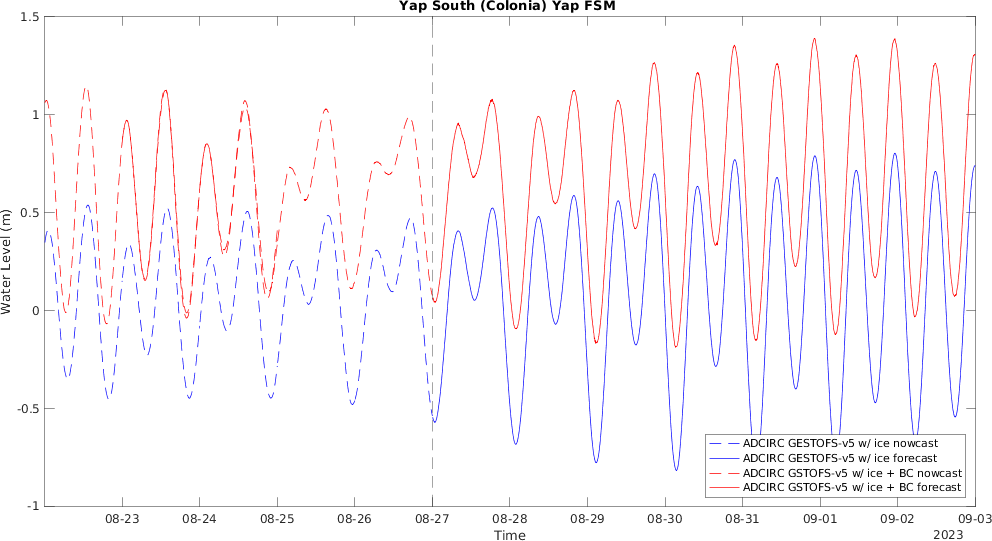 Yap South (Colonia) Yap FSM
1.5
1
0.5
0
-0.5
-1
Water Level (m)
ADCIRC GESTOFS-v5 w/ ice nowcast
ADCIRC GESTOFS-v5 w/ ice forecast
ADCIRC GSTOFS-v5 w/ ice + BC nowcast
ADCIRC GSTOFS-v5 w/ ice + BC forecast
08-23 08-24 08-25 08-26 08-27 08-28 08-29 08-30 08-31 09-01 09-02 09-03
Time
2023